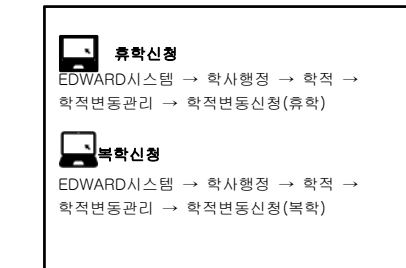 휴학신청
EDWARD시스템 → 학사행정 → 학적 →
학적변동관리 → 학적변동신청(휴학)
복학신청
EDWARD시스템 → 학사행정 → 학적 →
학적변동관리 → 학적변동신청(복학)